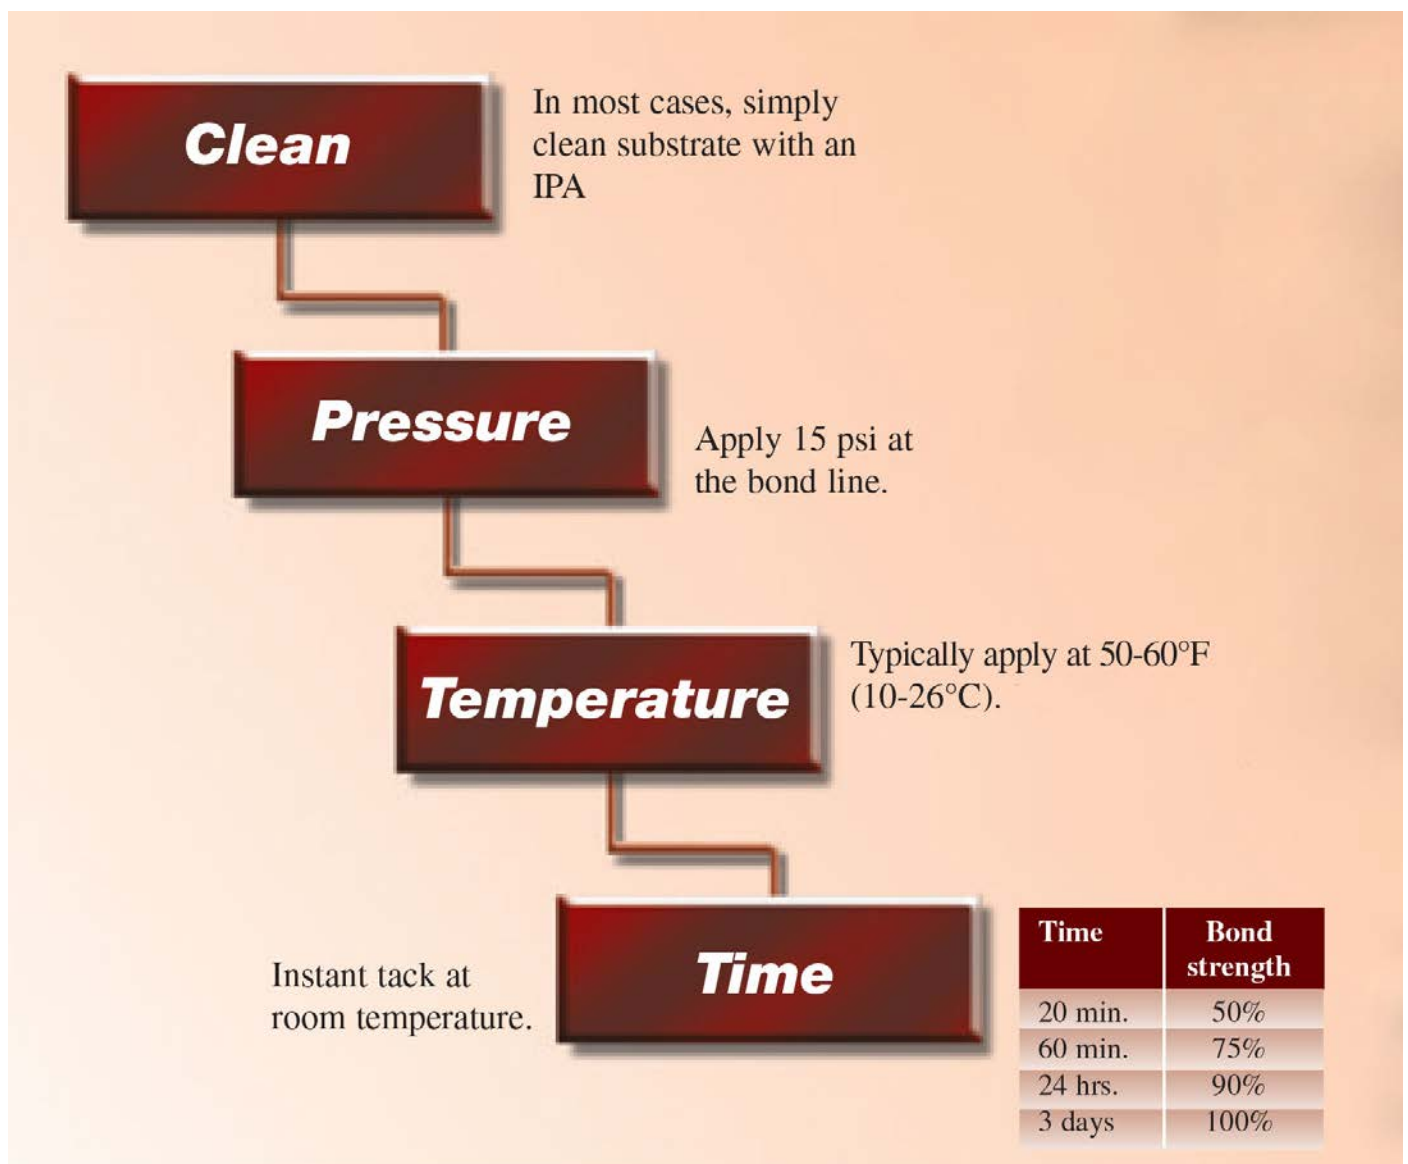 Clean
In most cases, simply
clean substrate with an
IPA
Pressure
Apply 15 psi at
the bond line.
Temperature
Typically apply at 50-60°F
(10-26°C).
Time
Instant tack at
room temperature.
Time Bond
strength
20 min. 50%
60 min. 75%
24 hrs. 90%
3 days 100%